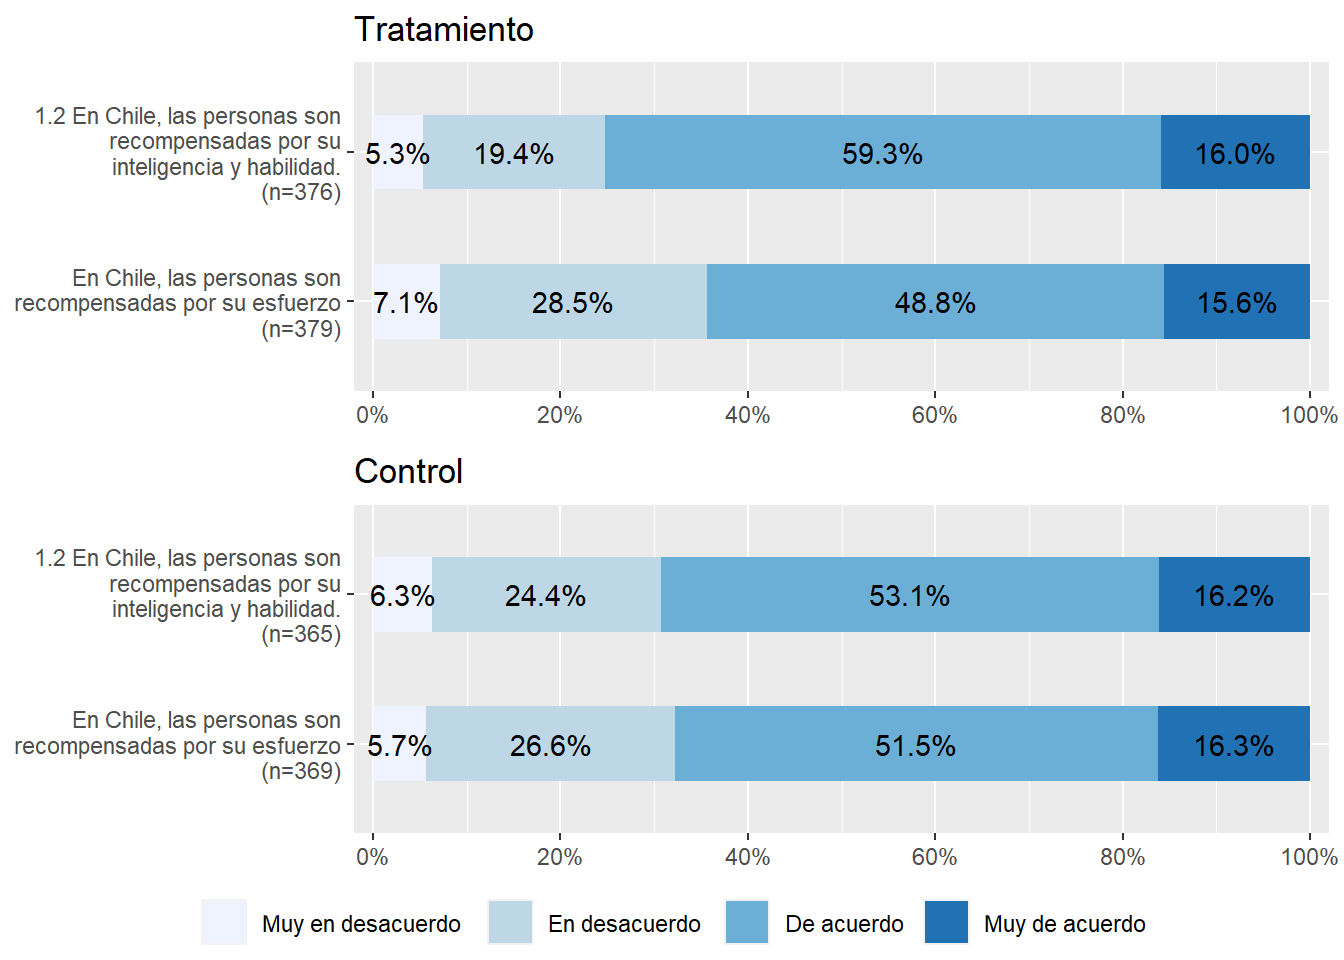 Tratamiento
1.2 En Chile, las personas son
recompensadas por su
inteligencia y habilidad.
(n=376)
5.3% 19.4% 59.3% 16.0%
En Chile, las personas son
recompensadas por su esfuerzo
(n=379)
7.1% 28.5% 48.8% 15.6%
0% 20% 40% 60% 80% 100%
Control
1.2 En Chile, las personas son
recompensadas por su
inteligencia y habilidad.
(n=365)
6.3% 24.4% 53.1% 16.2%
En Chile, las personas son
recompensadas por su esfuerzo
(n=369)
5.7% 26.6% 51.5% 16.3%
0% 20% 40% 60% 80% 100%
Muy en desacuerdo En desacuerdo De acuerdo Muy de acuerdo